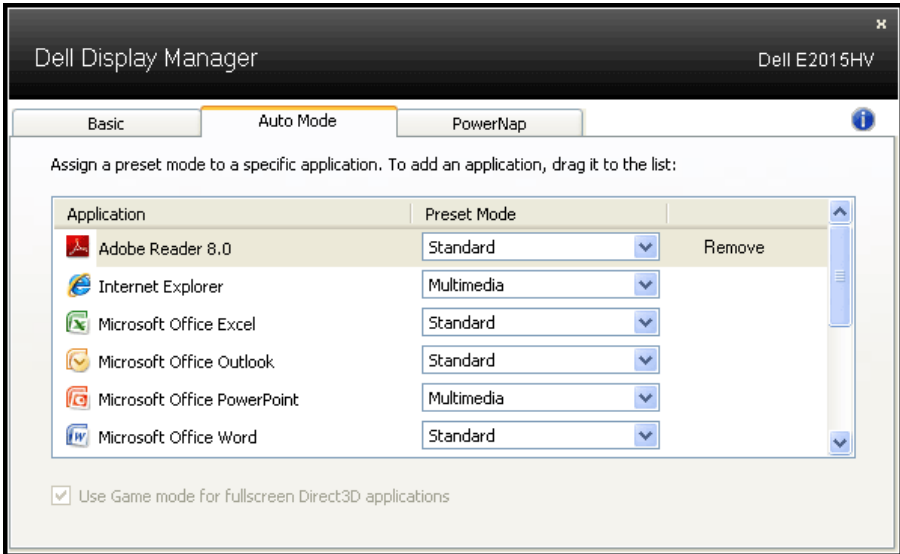 x
Dell Display Manager
Dell E2015HV
Basic Auto Mode PowerNap
Assign a preset mode to a specific application. To add an application, drag it to the list:
Application Preset Mode
Adobe Reader 8.0 Standard Remove
Internet Explorer Multimedia
Microsoft Office Excel Standard
Microsoft Office Outlook Standard
Microsoft Office PowerPoint Multimedia
Microsoft Office Word Standard
Use Game mode for fullscreen Direct3D applications